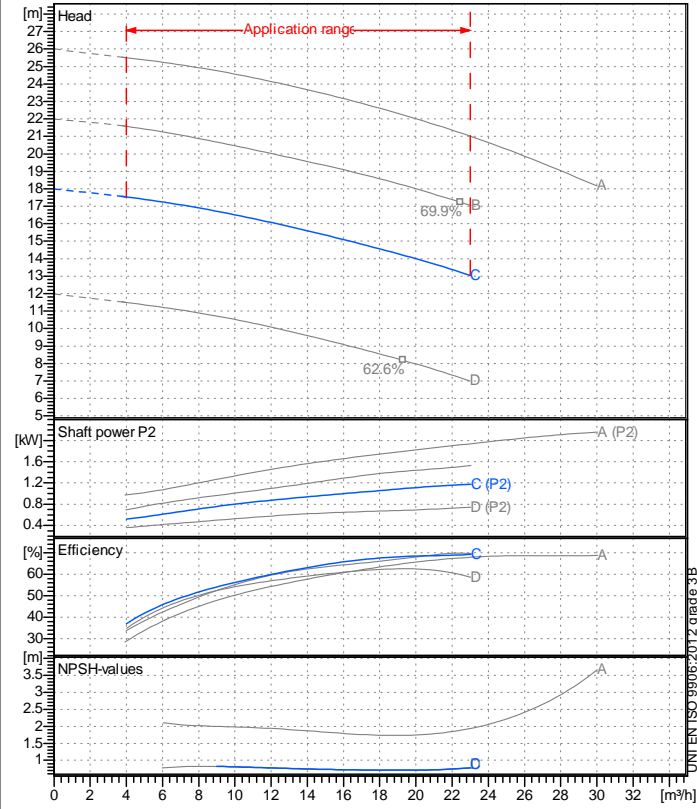 [m]
Head
27
Application range
26
25
24
23
22
21
20
19
18
A
17
B
69.9%
16
15
14
13
C
12
11
10
9
8
62.6%
7
D
6
5
Shaft power P2
[kW]
A (P2)
1.6
1.2
C (P2)
0.8
D (P2)
0.4
[%]
Efficiency
C
A
60
D
50
40
30
[m]
NPSH-values
A
3.5
3
2.5
2
1.5
1
0 2 4 6 8 10 12 14 16 18 20 22 24 26 28 30 32 [m³/h]
UNI EN ISO 9906:2012 grade 3B